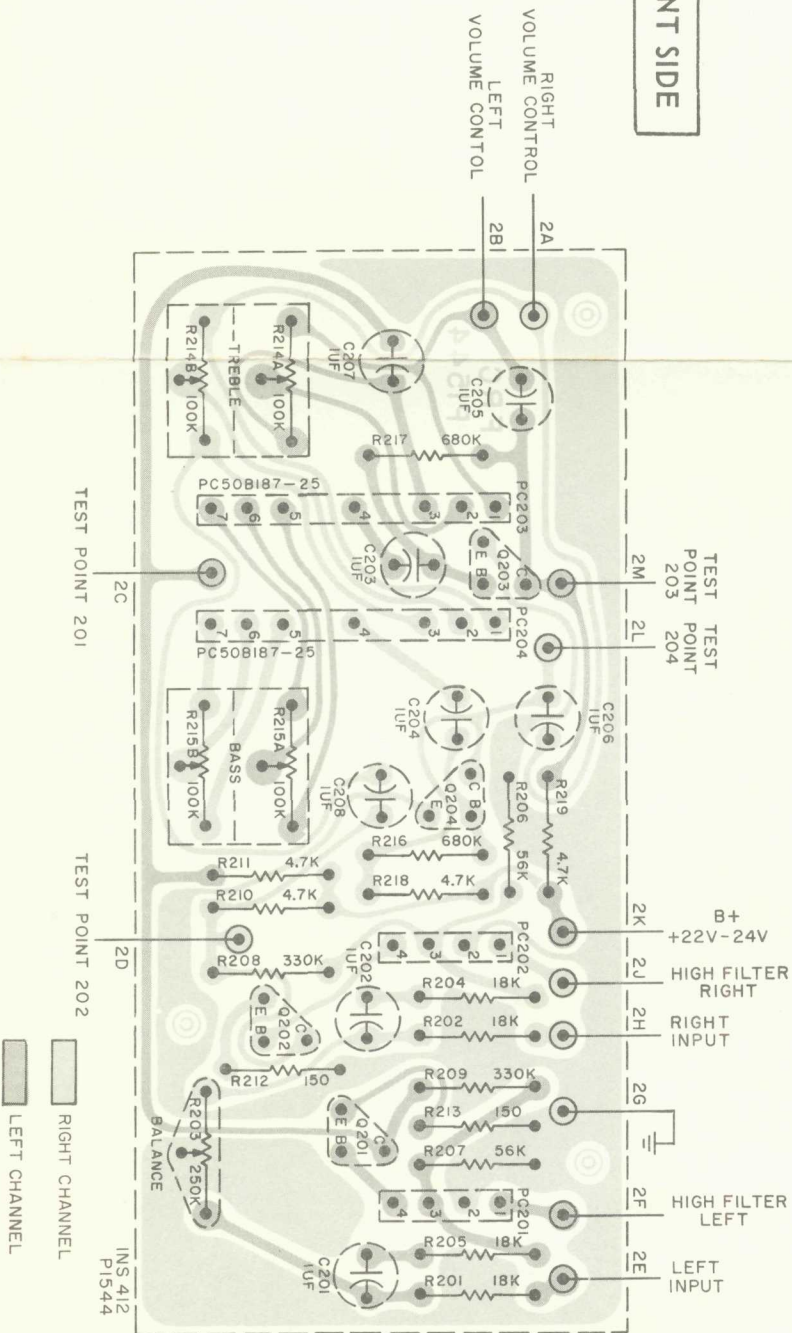 NT SIDE
RIGHT
VOLUME CONTROL
LEFT
VOLUME CONTOL
2A
2B
C207
1UF
C205
1UF
R214B
100K
TREBLE
R214A
100K
R217 680K
PC50B187-25
7 6 5 4 3 2 1
PC203
C203
1UF
E B
Q203
C
2M
TEST
POINT
203
2L
TEST
POINT
204
TEST POINT 201
2C
7 6 5 4 3 2 1
PC204
PC50B187-25
R215B
100K
BASS
R215A
100K
C204
1UF
C206
1UF
C208
1UF
C B
Q204
E
R206
56K
R219
4.7K
R216 680K
R218 4.7K
R211 4.7K
R210 4.7K
TEST POINT 202
2D
R208 330K
2K
B+
+22V-24V
4 3 2 1
PC202
C202
1UF
2J
HIGH FILTER
RIGHT
R204 18K
R202 18K
2H
RIGHT
INPUT
E B
Q202
C
R212 150
R209 330K
R213 150
R207 56K
2G
R203
250K
BALANCE
E B
Q201
C
4 3 2 1
PC201
2F
HIGH FILTER
LEFT
C201
1UF
R205 18K
R201 18K
2E
LEFT
INPUT
INS 412
P1544
RIGHT CHANNEL
LEFT CHANNEL